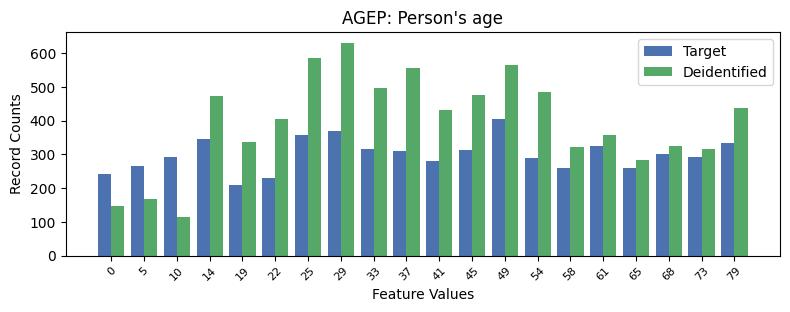 AGEP: Person's age
Target
Deidentified
Record Counts
600
500
400
300
200
100
0
0 5 10 14 19 22 25 29 33 37 41 45 49 54 58 61 65 68 73 79
Feature Values